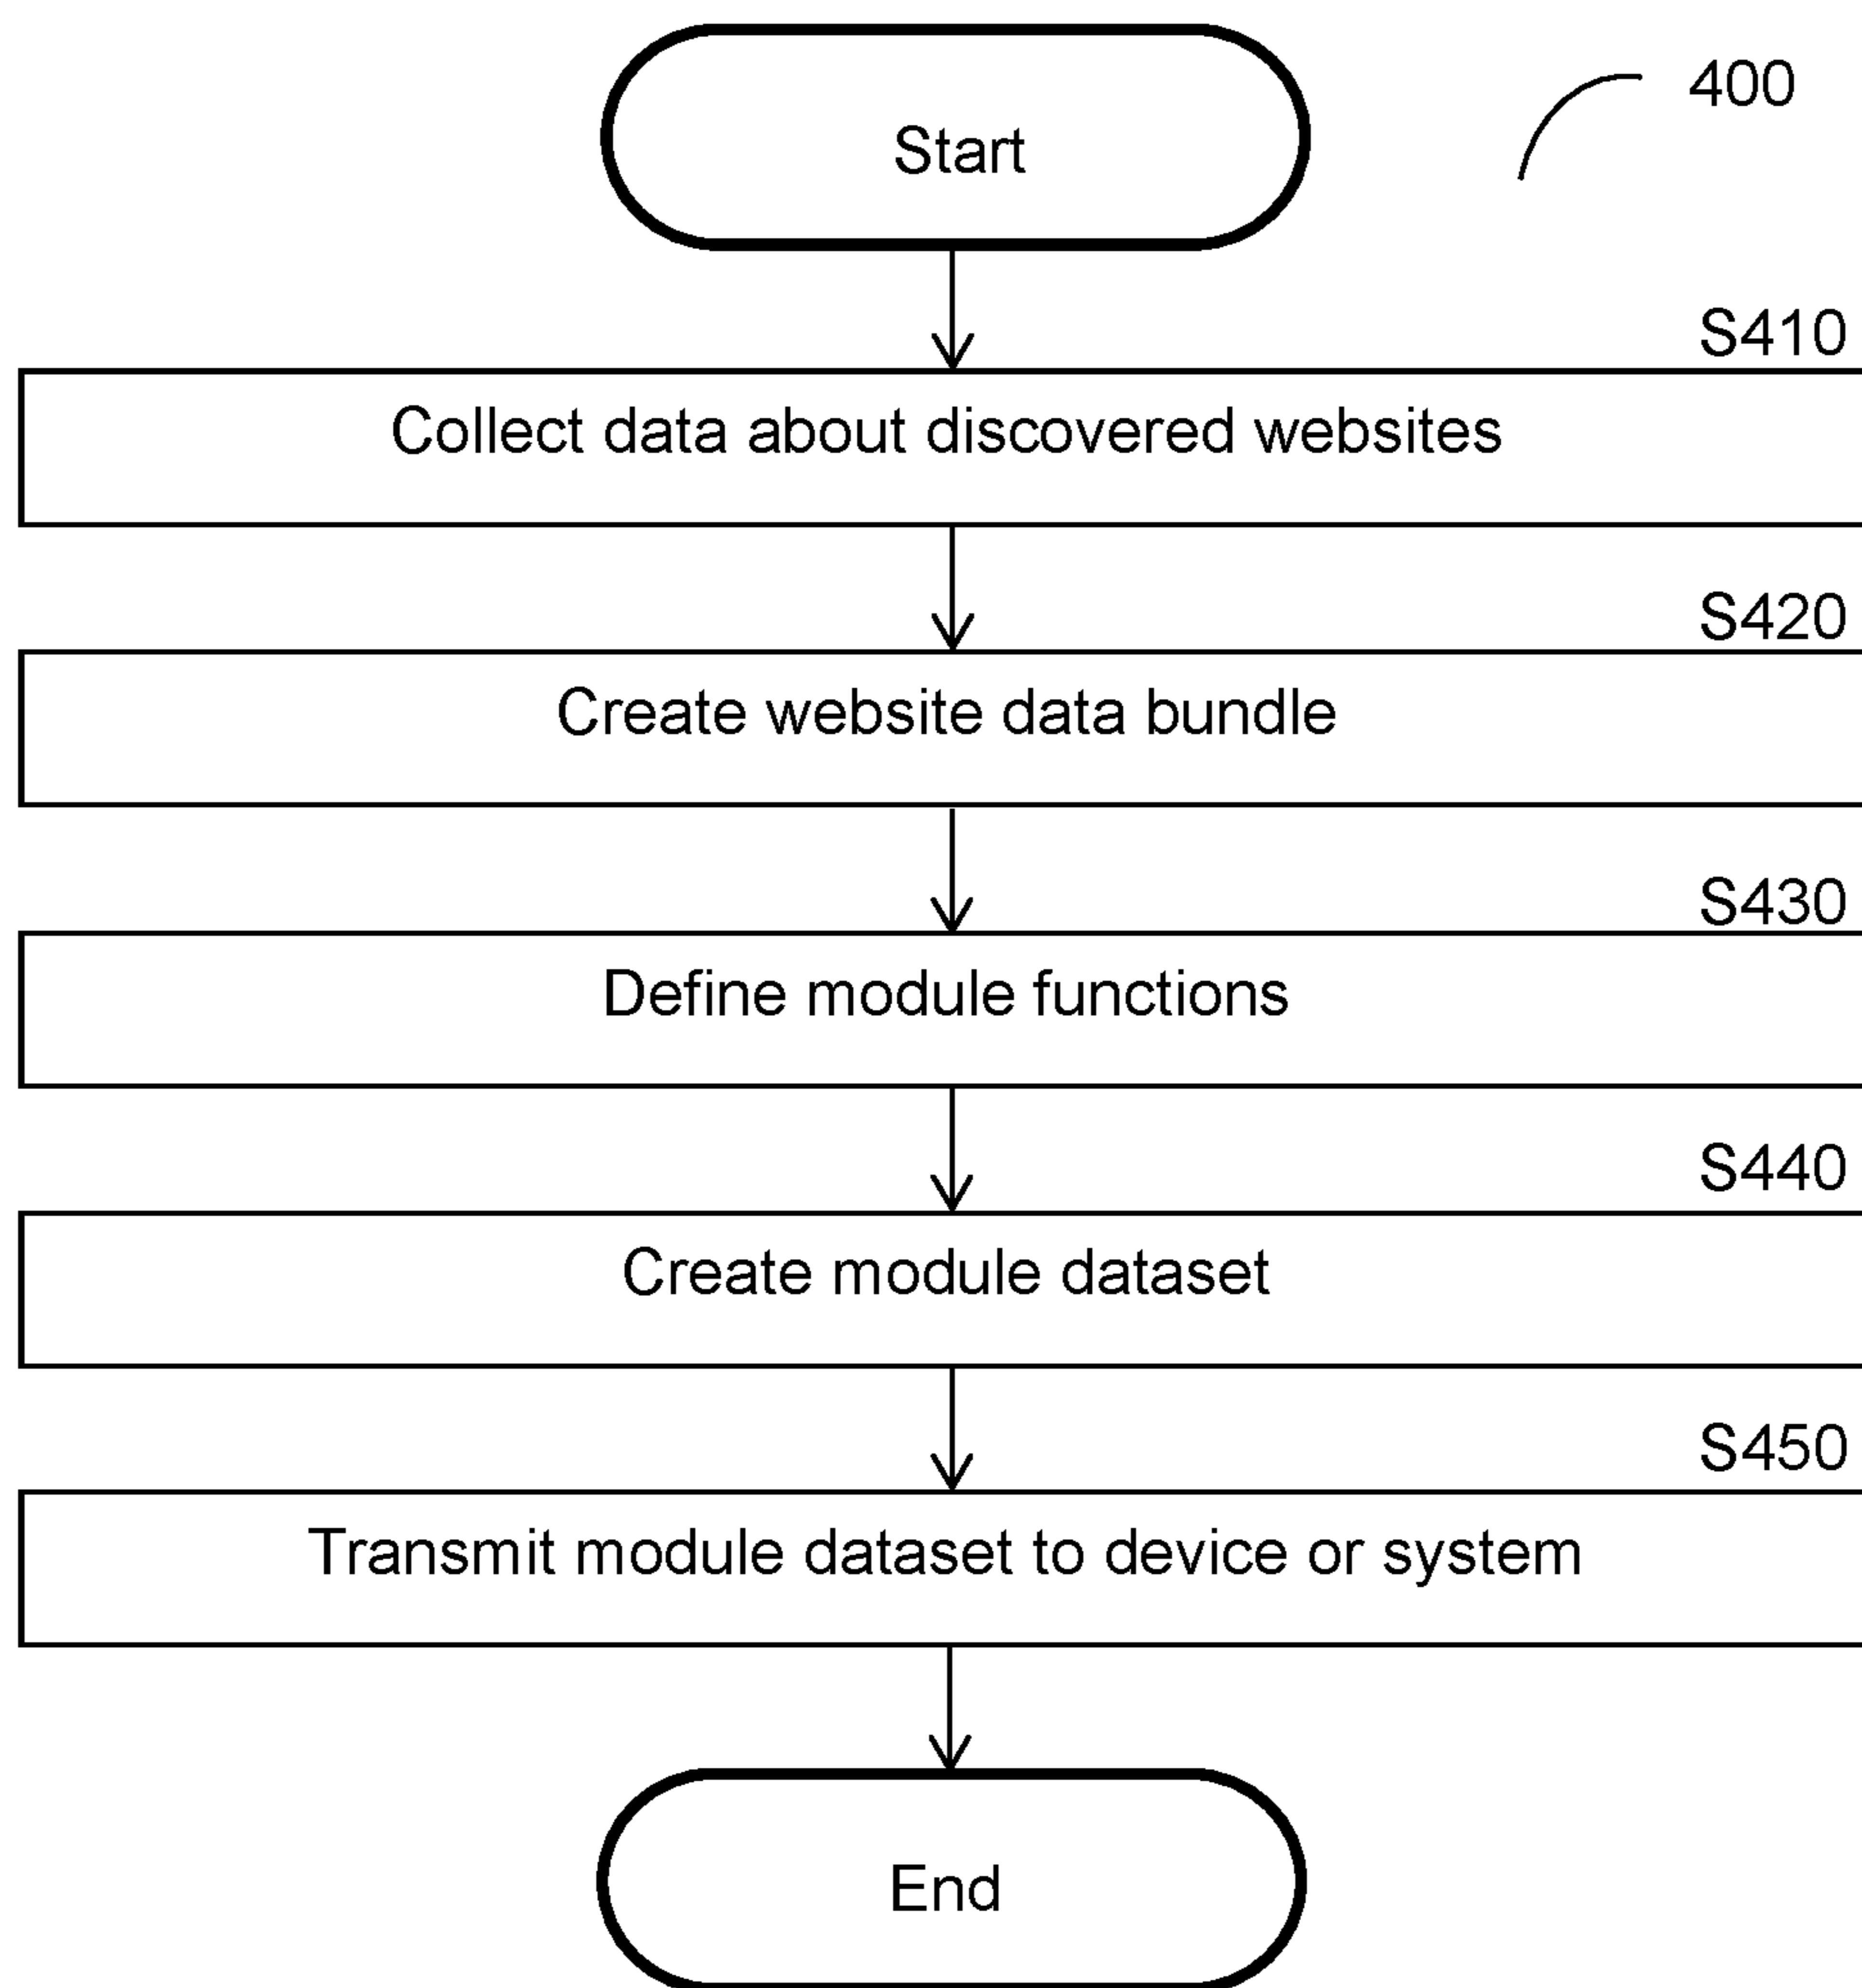 Start
400
S410
Collect data about discovered websites
S420
Create website data bundle
S430
Define module functions
S440
Create module dataset
S450
Transmit module dataset to device or system
End